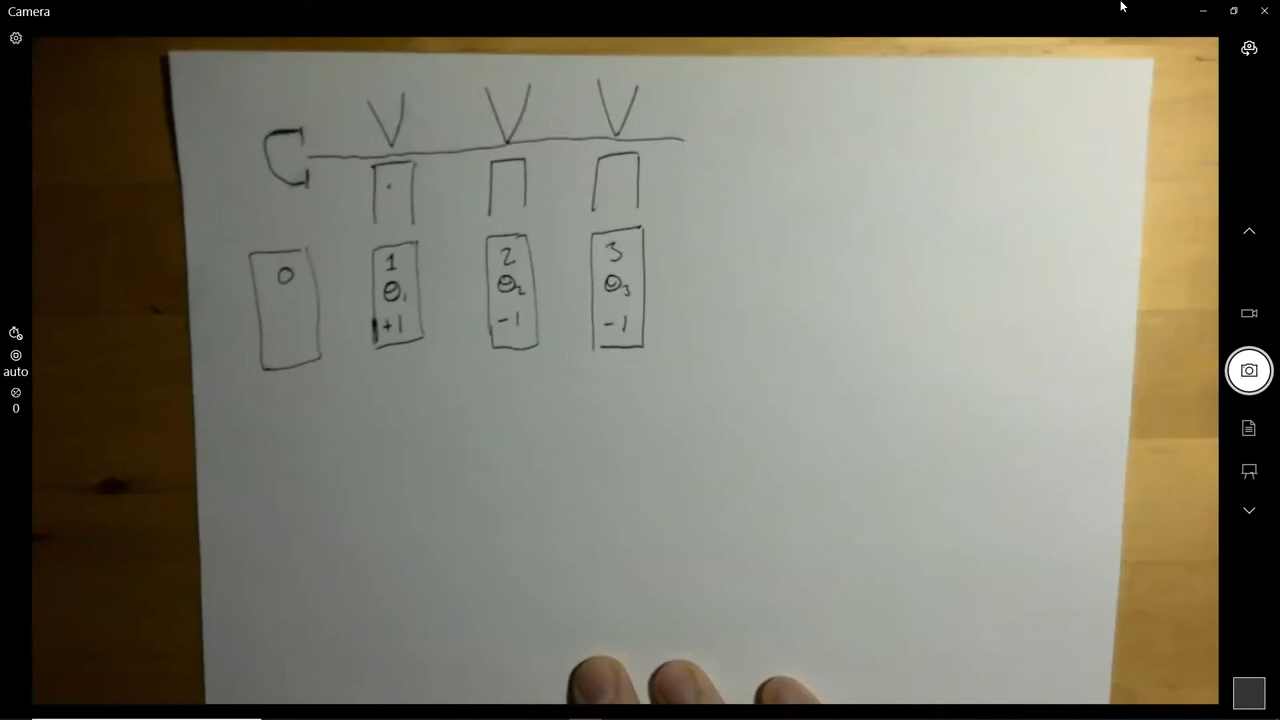 Camera
C V V V
0 1 2 3
θ₁ θ₂ θ₃
+1 -1 -1
auto
0